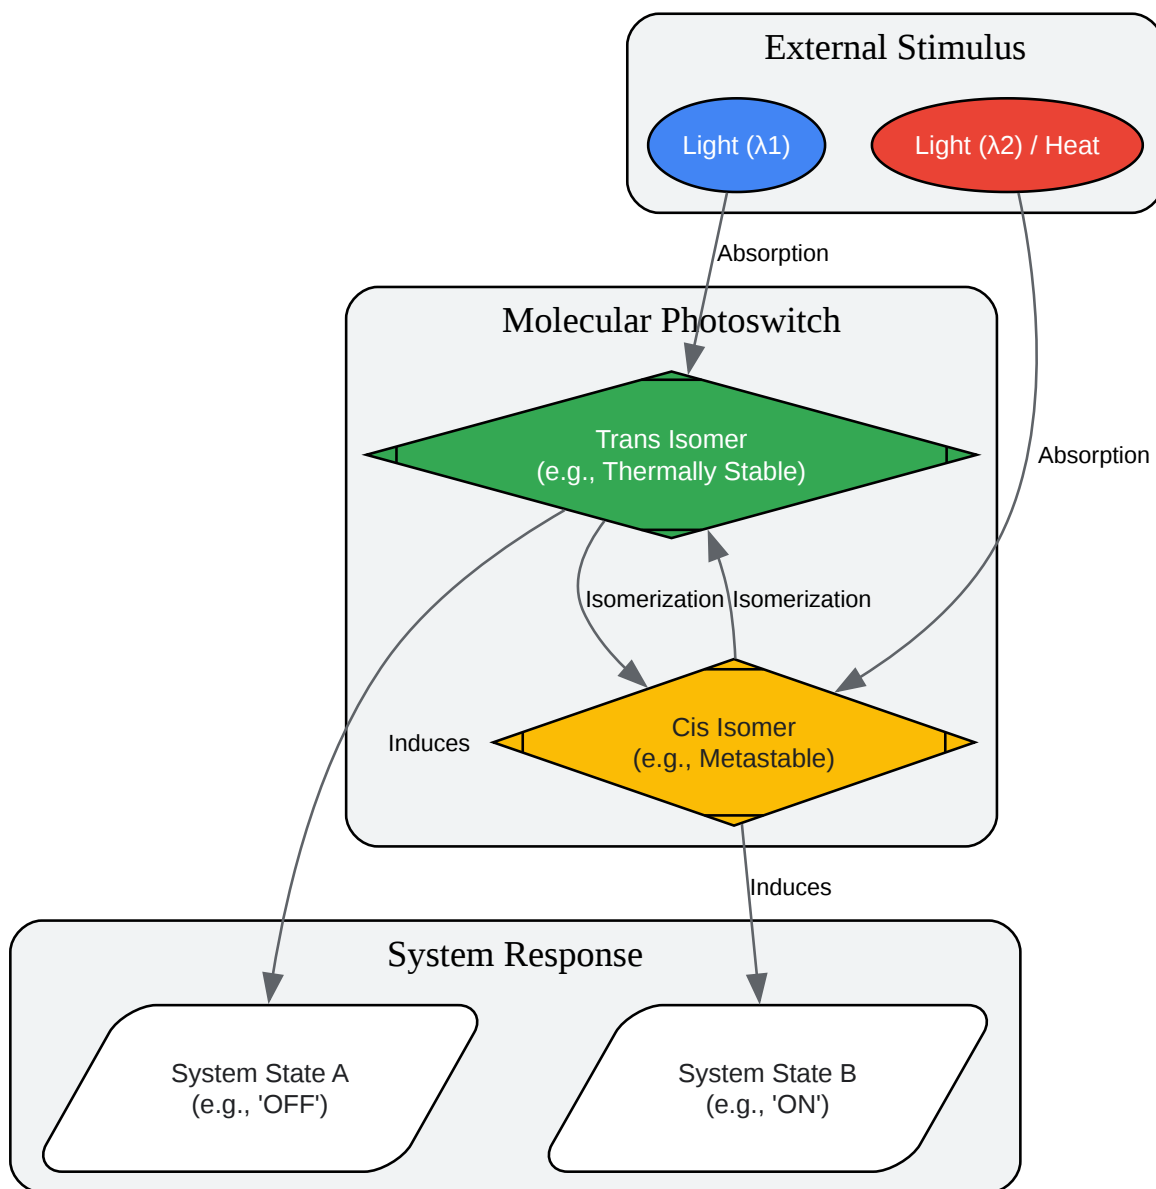 External Stimulus
Light (λ1)
Light (λ2) / Heat
Absorption
Molecular Photoswitch
Trans Isomer
(e.g., Thermally Stable)
Absorption
Isomerization
Isomerization
Cis Isomer
(e.g., Metastable)
Induces
Induces
System Response
System State A
(e.g., 'OFF')
System State B
(e.g., 'ON')